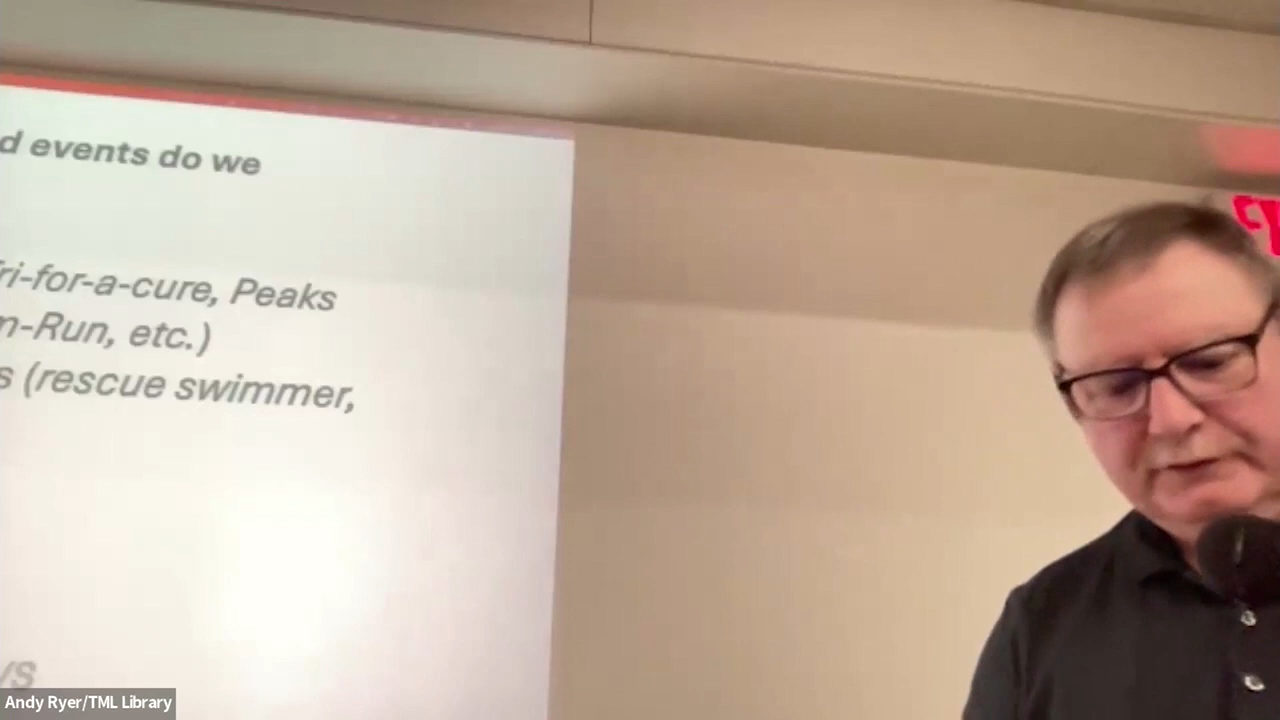 d events do we
ri-for-a-cure, Peaks
n-Run, etc.)
s (rescue swimmer,
/S
Andy Ryer/TML Library